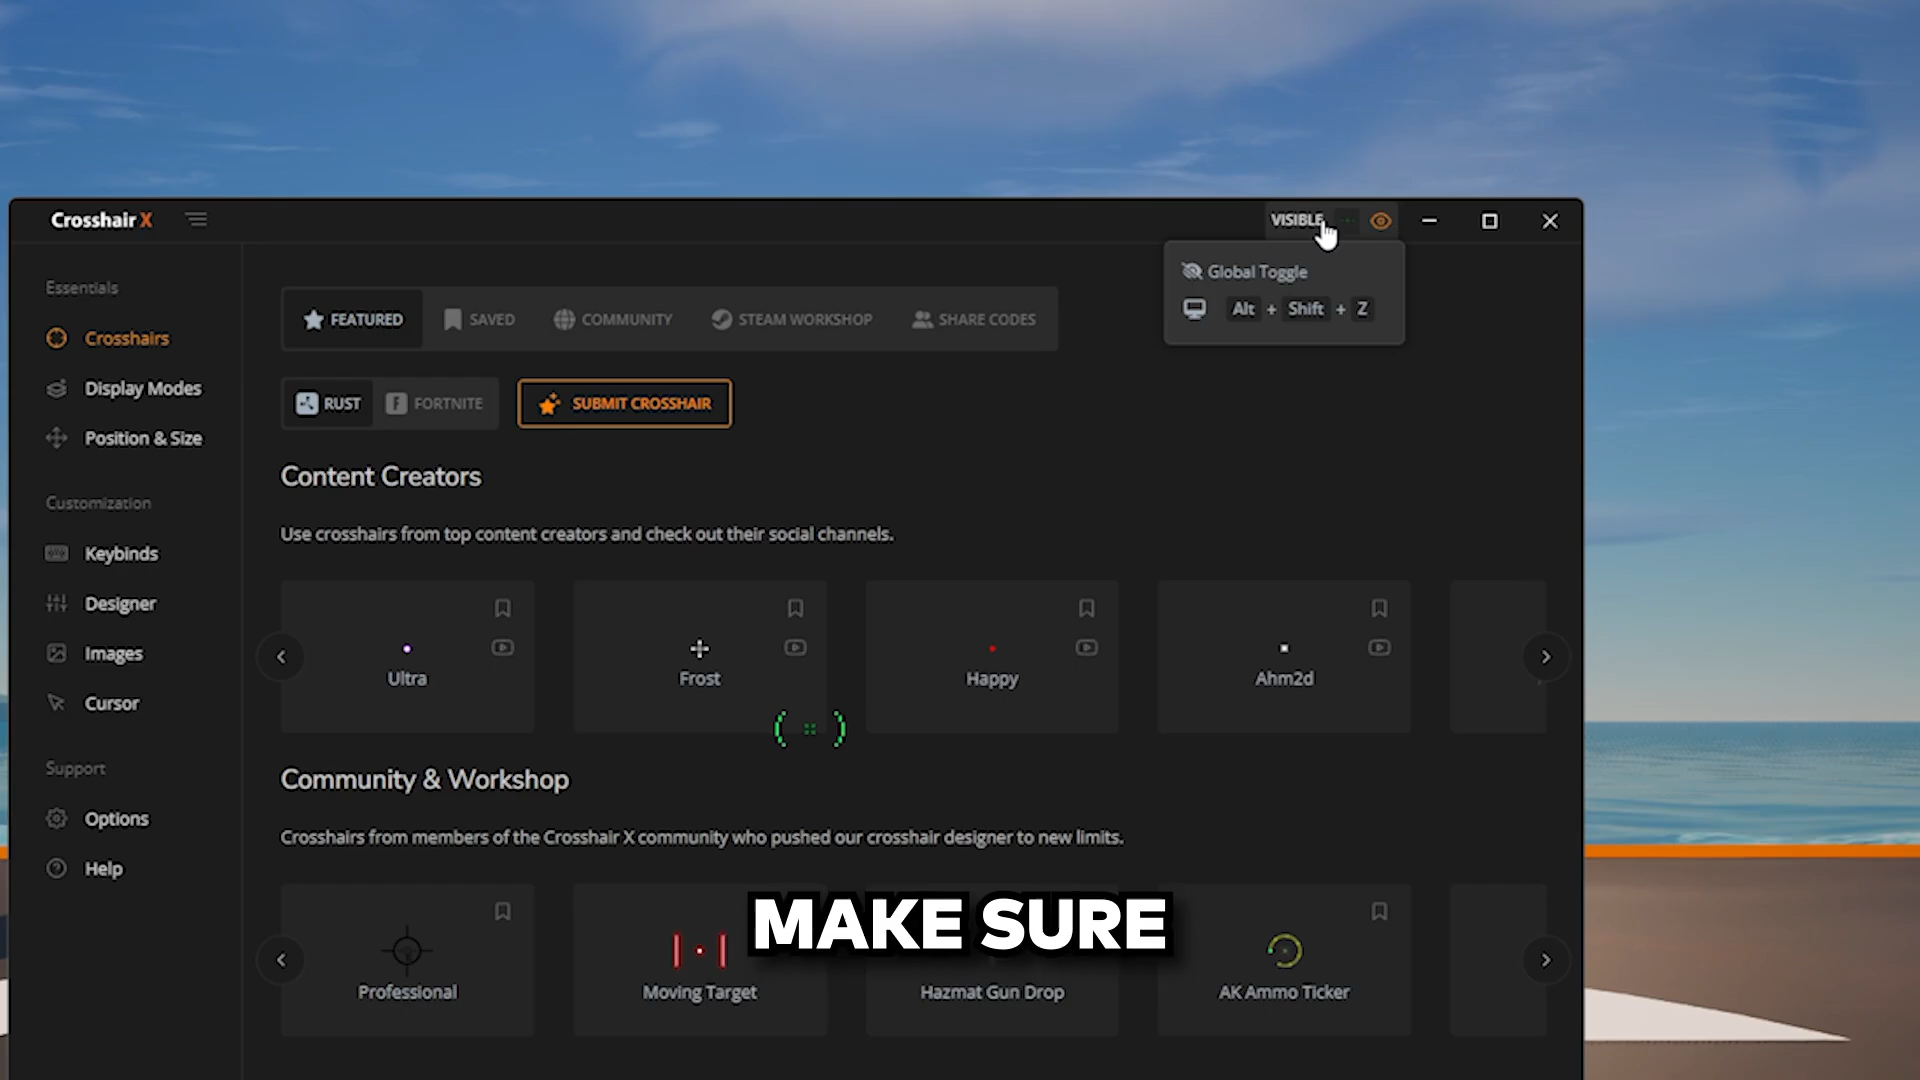 Crosshair X
VISIBLE
Global Toggle
Alt + Shift + Z
Essentials
Crosshairs
Display Modes
Position & Size
Customization
Keybinds
Designer
Images
Cursor
Support
Options
Help
FEATURED
SAVED
COMMUNITY
STEAM WORKSHOP
SHARE CODES
RUST
FORTNITE
SUBMIT CROSSHAIR
Content Creators
Use crosshairs from top content creators and check out their social channels.
Ultra
Frost
Happy
Ahm2d
Community & Workshop
Crosshairs from members of the Crosshair X community who pushed our crosshair designer to new limits.
MAKE SURE
Professional
Moving Target
Hazmat Gun Drop
AK Ammo Ticker